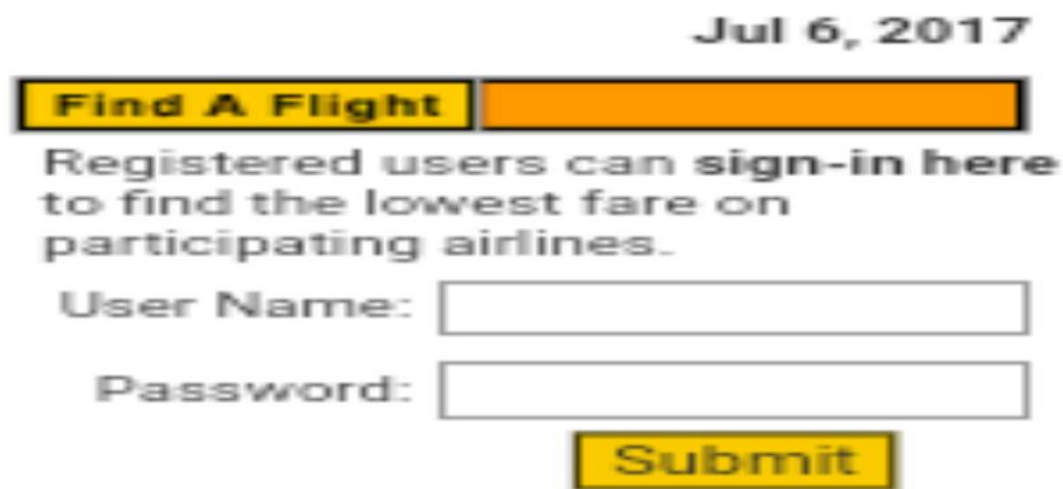 Jul 6, 2017
Find A Flight
Registered users can sign-in here
to find the lowest fare on
participating airlines.
User Name:
Password:
Submit